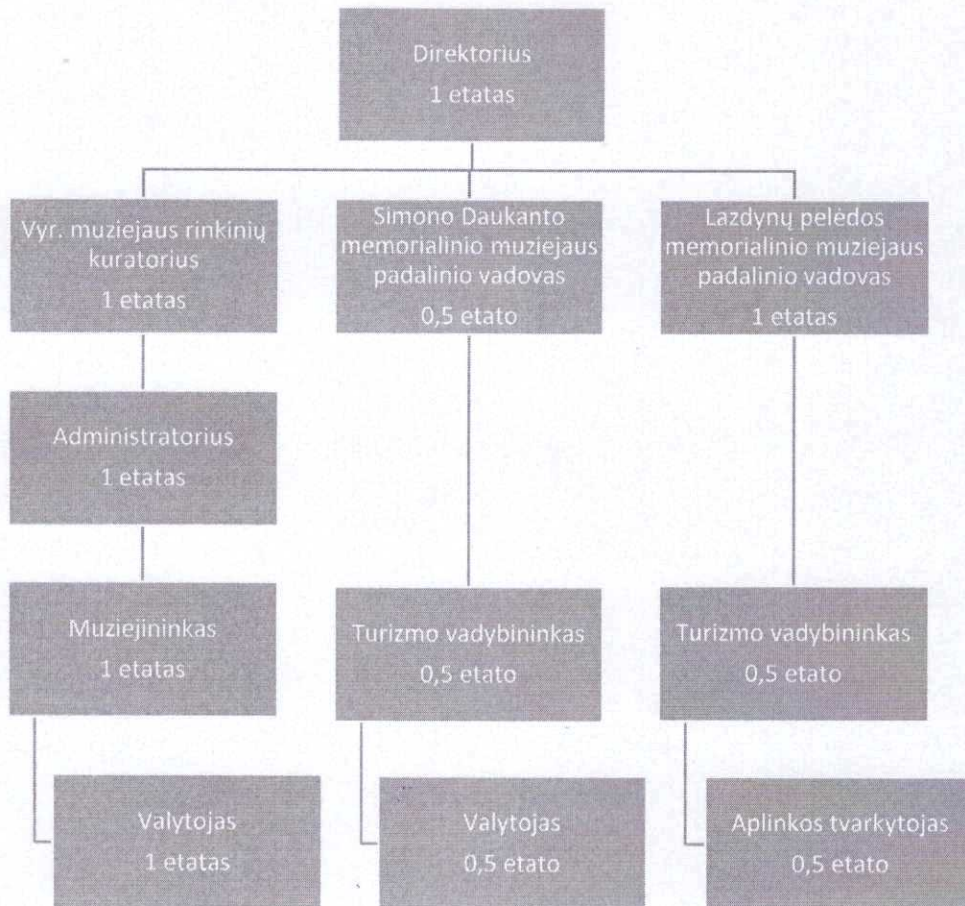 Direktorius
1 etatas
Vyr. muziejaus rinkinių
kuratorius
1 etatas
Simono Daukanto
memorialinio muziejaus
padalinio vadovas
0,5 etato
Lazdynų pelėdos
memorialinio muziejaus
padalinio vadovas
1 etatas
Administratorius
1 etatas
Muziejininkas
1 etatas
Turizmo vadybininkas
0,5 etato
Turizmo vadybininkas
0,5 etato
Valytojas
1 etatas
Valytojas
0,5 etato
Aplinkos tvarkytojas
0,5 etato